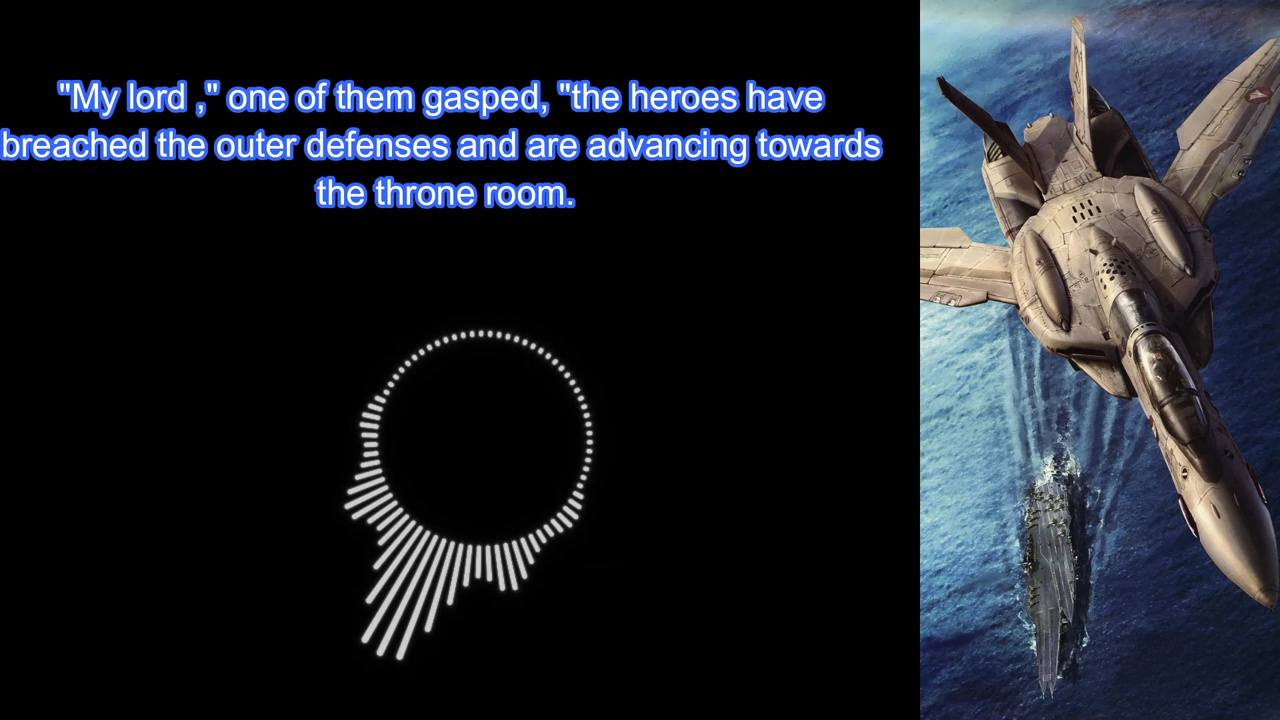 "My lord ," one of them gasped, "the heroes have
breached the outer defenses and are advancing towards
the throne room.